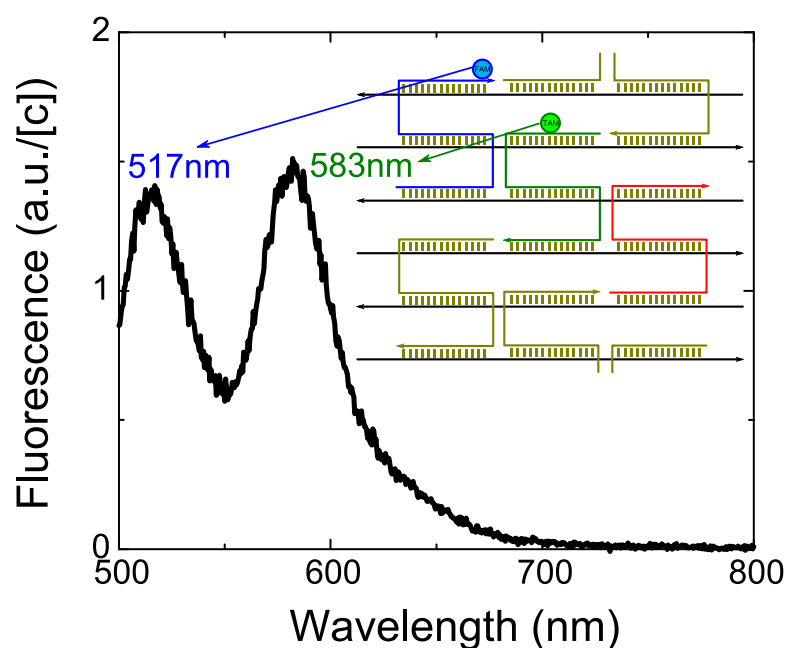 2
FAM
TAM
517nm
583nm
1
0
500
600
700
800
Fluorescence (a.u./[c])
Wavelength (nm)